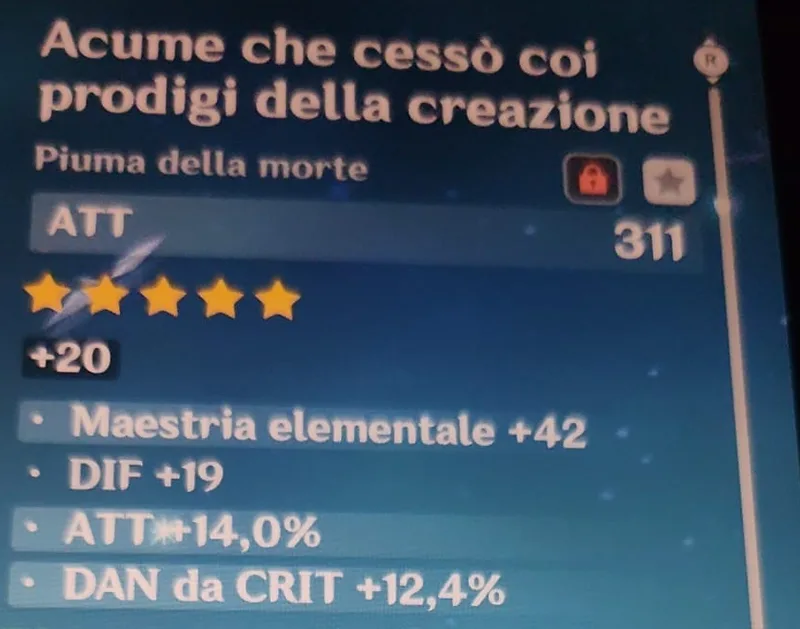 Acume che cessò coi
prodigi della creazione
R
Piuma della morte
ATT 311
+20
• Maestria elementale +42
• DIF +19
• ATT +14,0%
• DAN da CRIT +12,4%